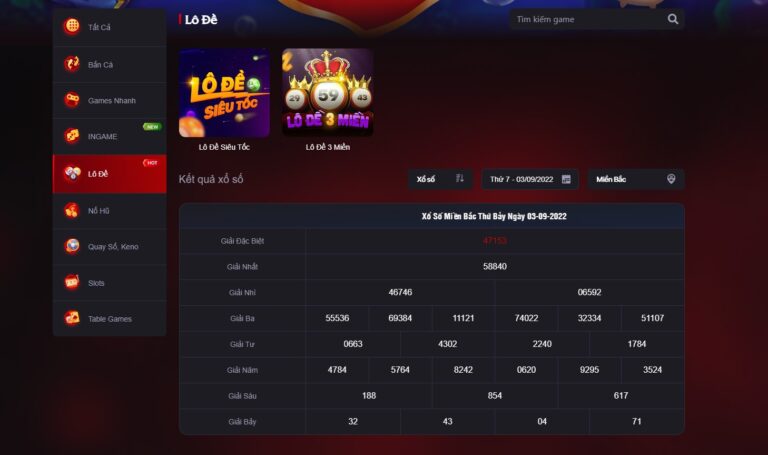 Lô Đề
Tìm kiếm game
Tất Cả
Bắn Cá
Games Nhanh
INGAME
NEW
Lô Đề
HOT
Nổ Hũ
Quay Số, Keno
Slots
Table Games
LÔ ĐỀ
SIÊU TỐC
29 59 43
LÔ ĐỀ 3 MIỀN
Lô Đề Siêu Tốc
Lô Đề 3 Miền
Kết quả xổ số
Xổ số
Thứ 7 - 03/09/2022
Miền Bắc
Xổ Số Miền Bắc Thứ Bảy Ngày 03-09-2022
Giải Đặc Biệt 47153
Giải Nhất 58840
Giải Nhì 46746 06592
Giải Ba 55536 69384 11121 74022 32334 51107
Giải Tư 0663 4302 2240 1784
Giải Năm 4784 5764 8242 0620 9295 3524
Giải Sáu 188 854 617
Giải Bảy 32 43 04 71